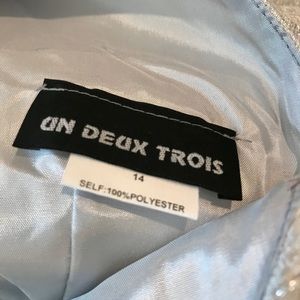 UN DEUX TROIS
14
SELF:100%POLYESTER